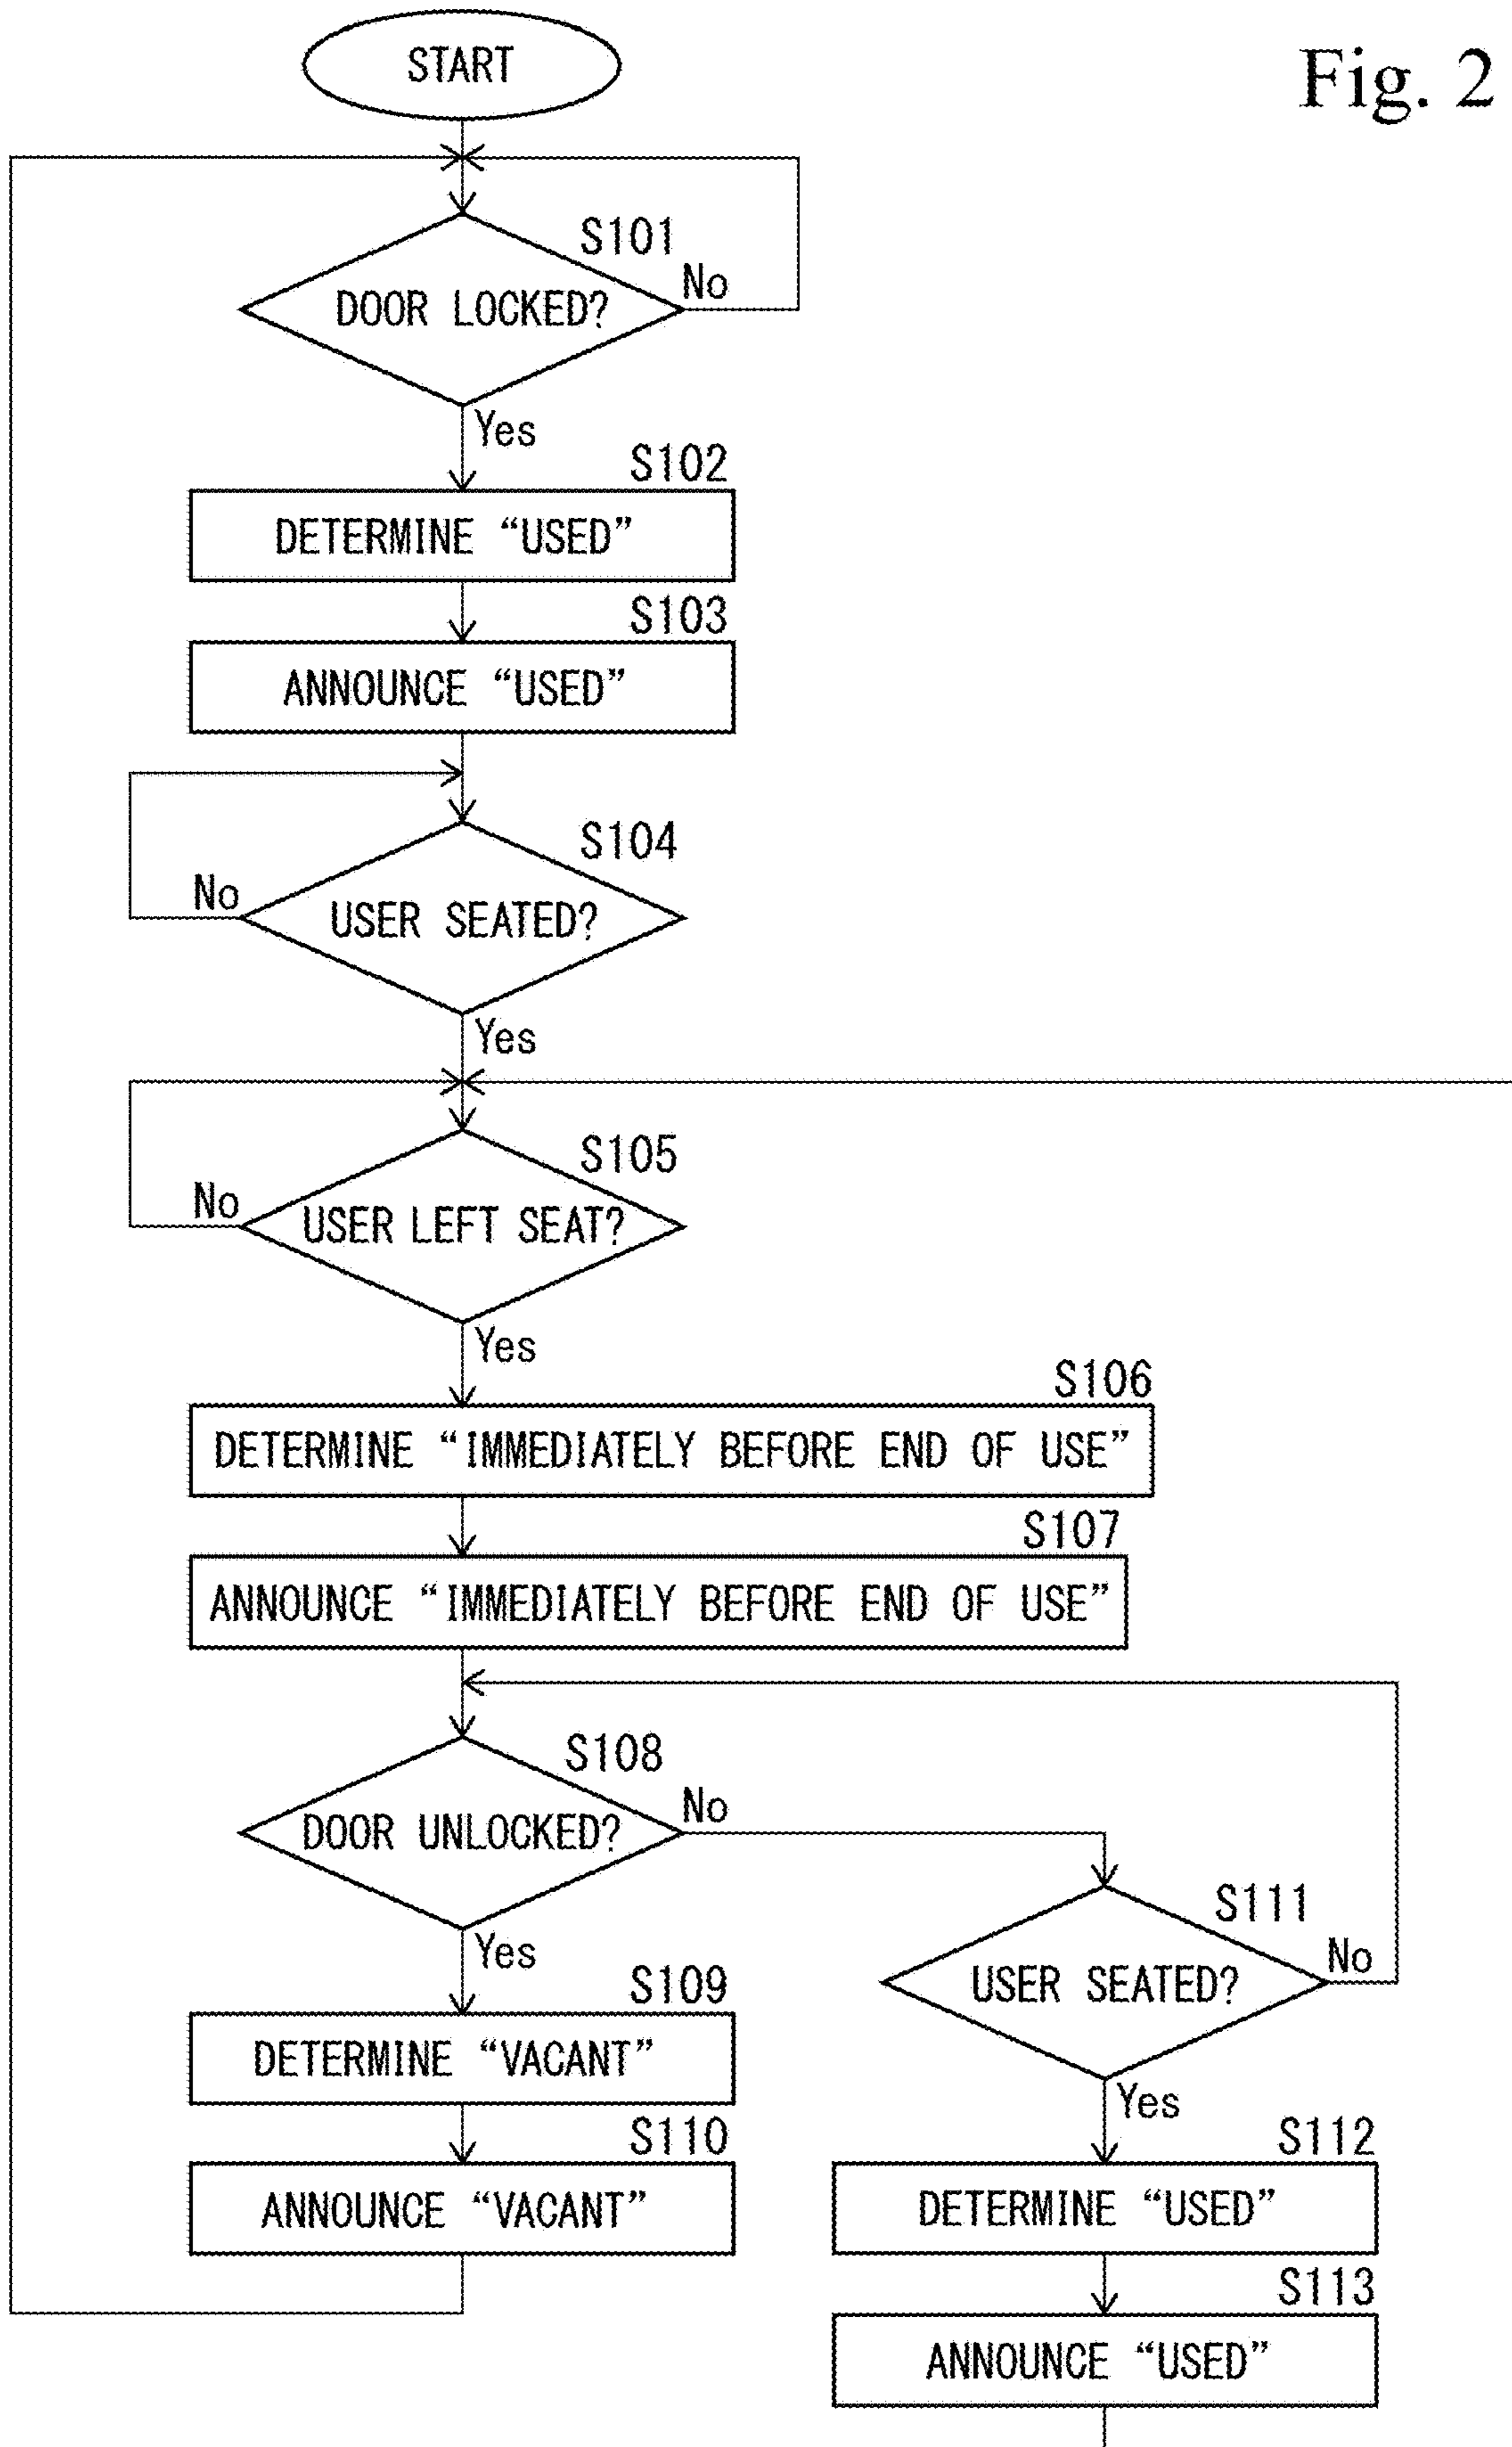 Fig. 2
START
S101
DOOR LOCKED?
No
Yes
S102
DETERMINE “USED”
S103
ANNOUNCE “USED”
S104
No
USER SEATED?
Yes
S105
No
USER LEFT SEAT?
Yes
S106
DETERMINE “IMMEDIATELY BEFORE END OF USE”
S107
ANNOUNCE “IMMEDIATELY BEFORE END OF USE”
S108
DOOR UNLOCKED?
No
Yes
S111
USER SEATED?
No
Yes
S109
DETERMINE “VACANT”
S110
ANNOUNCE “VACANT”
S112
DETERMINE “USED”
S113
ANNOUNCE “USED”